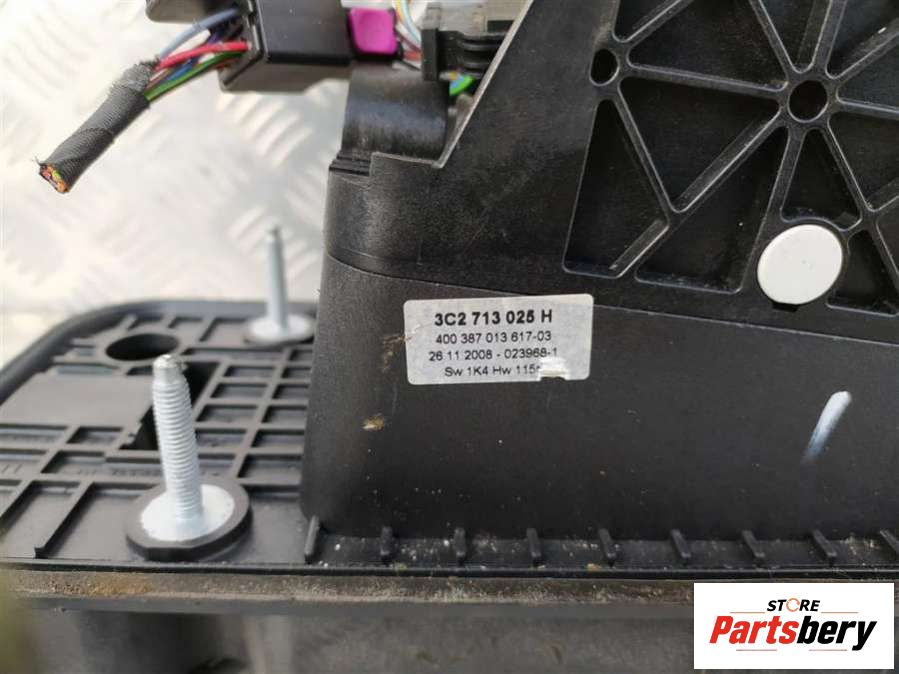 3C2 713 025 H
400 387 013 617-03
26 11 2008 - 023968-1
Sw 1K4 Hw
STORE
Partsbery